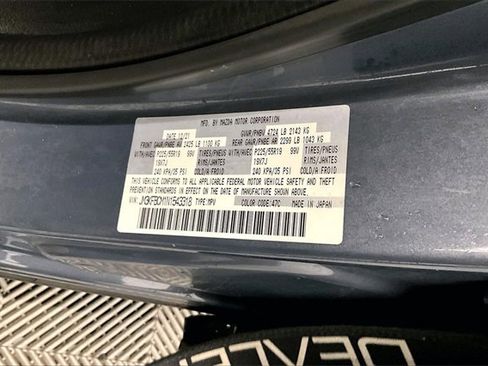 MFD. BY MAZDA MOTOR CORPORATION
DATE: 12/21 GVWR/PNBV 4724 LB 2143 KG
FRONT GAWR/PNBE AV 2425 LB 1100 KG REAR GAWR/PNBE AR 2299 LB 1043 KG
WITH/AVEC P225/55R19 99V TIRES/PNEUS WITH/AVEC P225/55R19 99V TIRES/PNEUS
19X7J RIMS/JANTES 19X7J RIMS/JANTES
240 KPA/35 PSI COLD/A FROID 240 KPA/35 PSI COLD/A FROID
THIS VEHICLE CONFORMS TO ALL APPLICABLE FEDERAL MOTOR VEHICLE SAFETY AND THEFT
PREVENTION STANDARDS IN EFFECT ON THE DATE OF MANUFACTURE SHOWN ABOVE.
VIN: TYPE:MPV COLOR CODE:47C MADE IN JAPAN